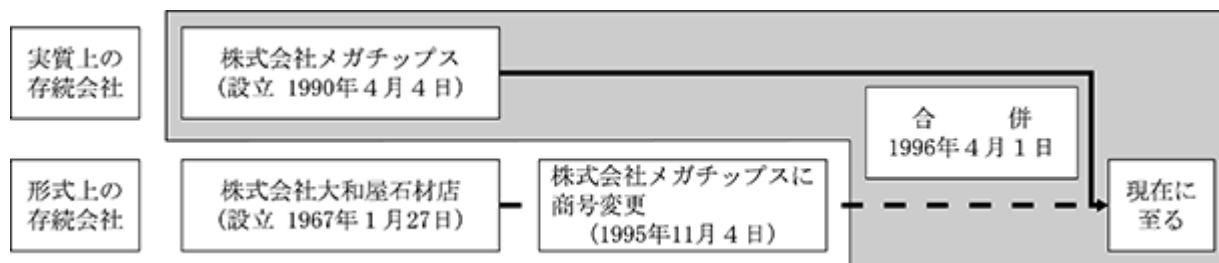 実質上の
存続会社
株式会社メガチップス
(設立 1990年4月4日)
合 併
1996年4月1日
形式上の
存続会社
株式会社大和屋石材店
(設立 1967年1月27日)
株式会社メガチップスに
商号変更
(1995年11月4日)
現在に
至る